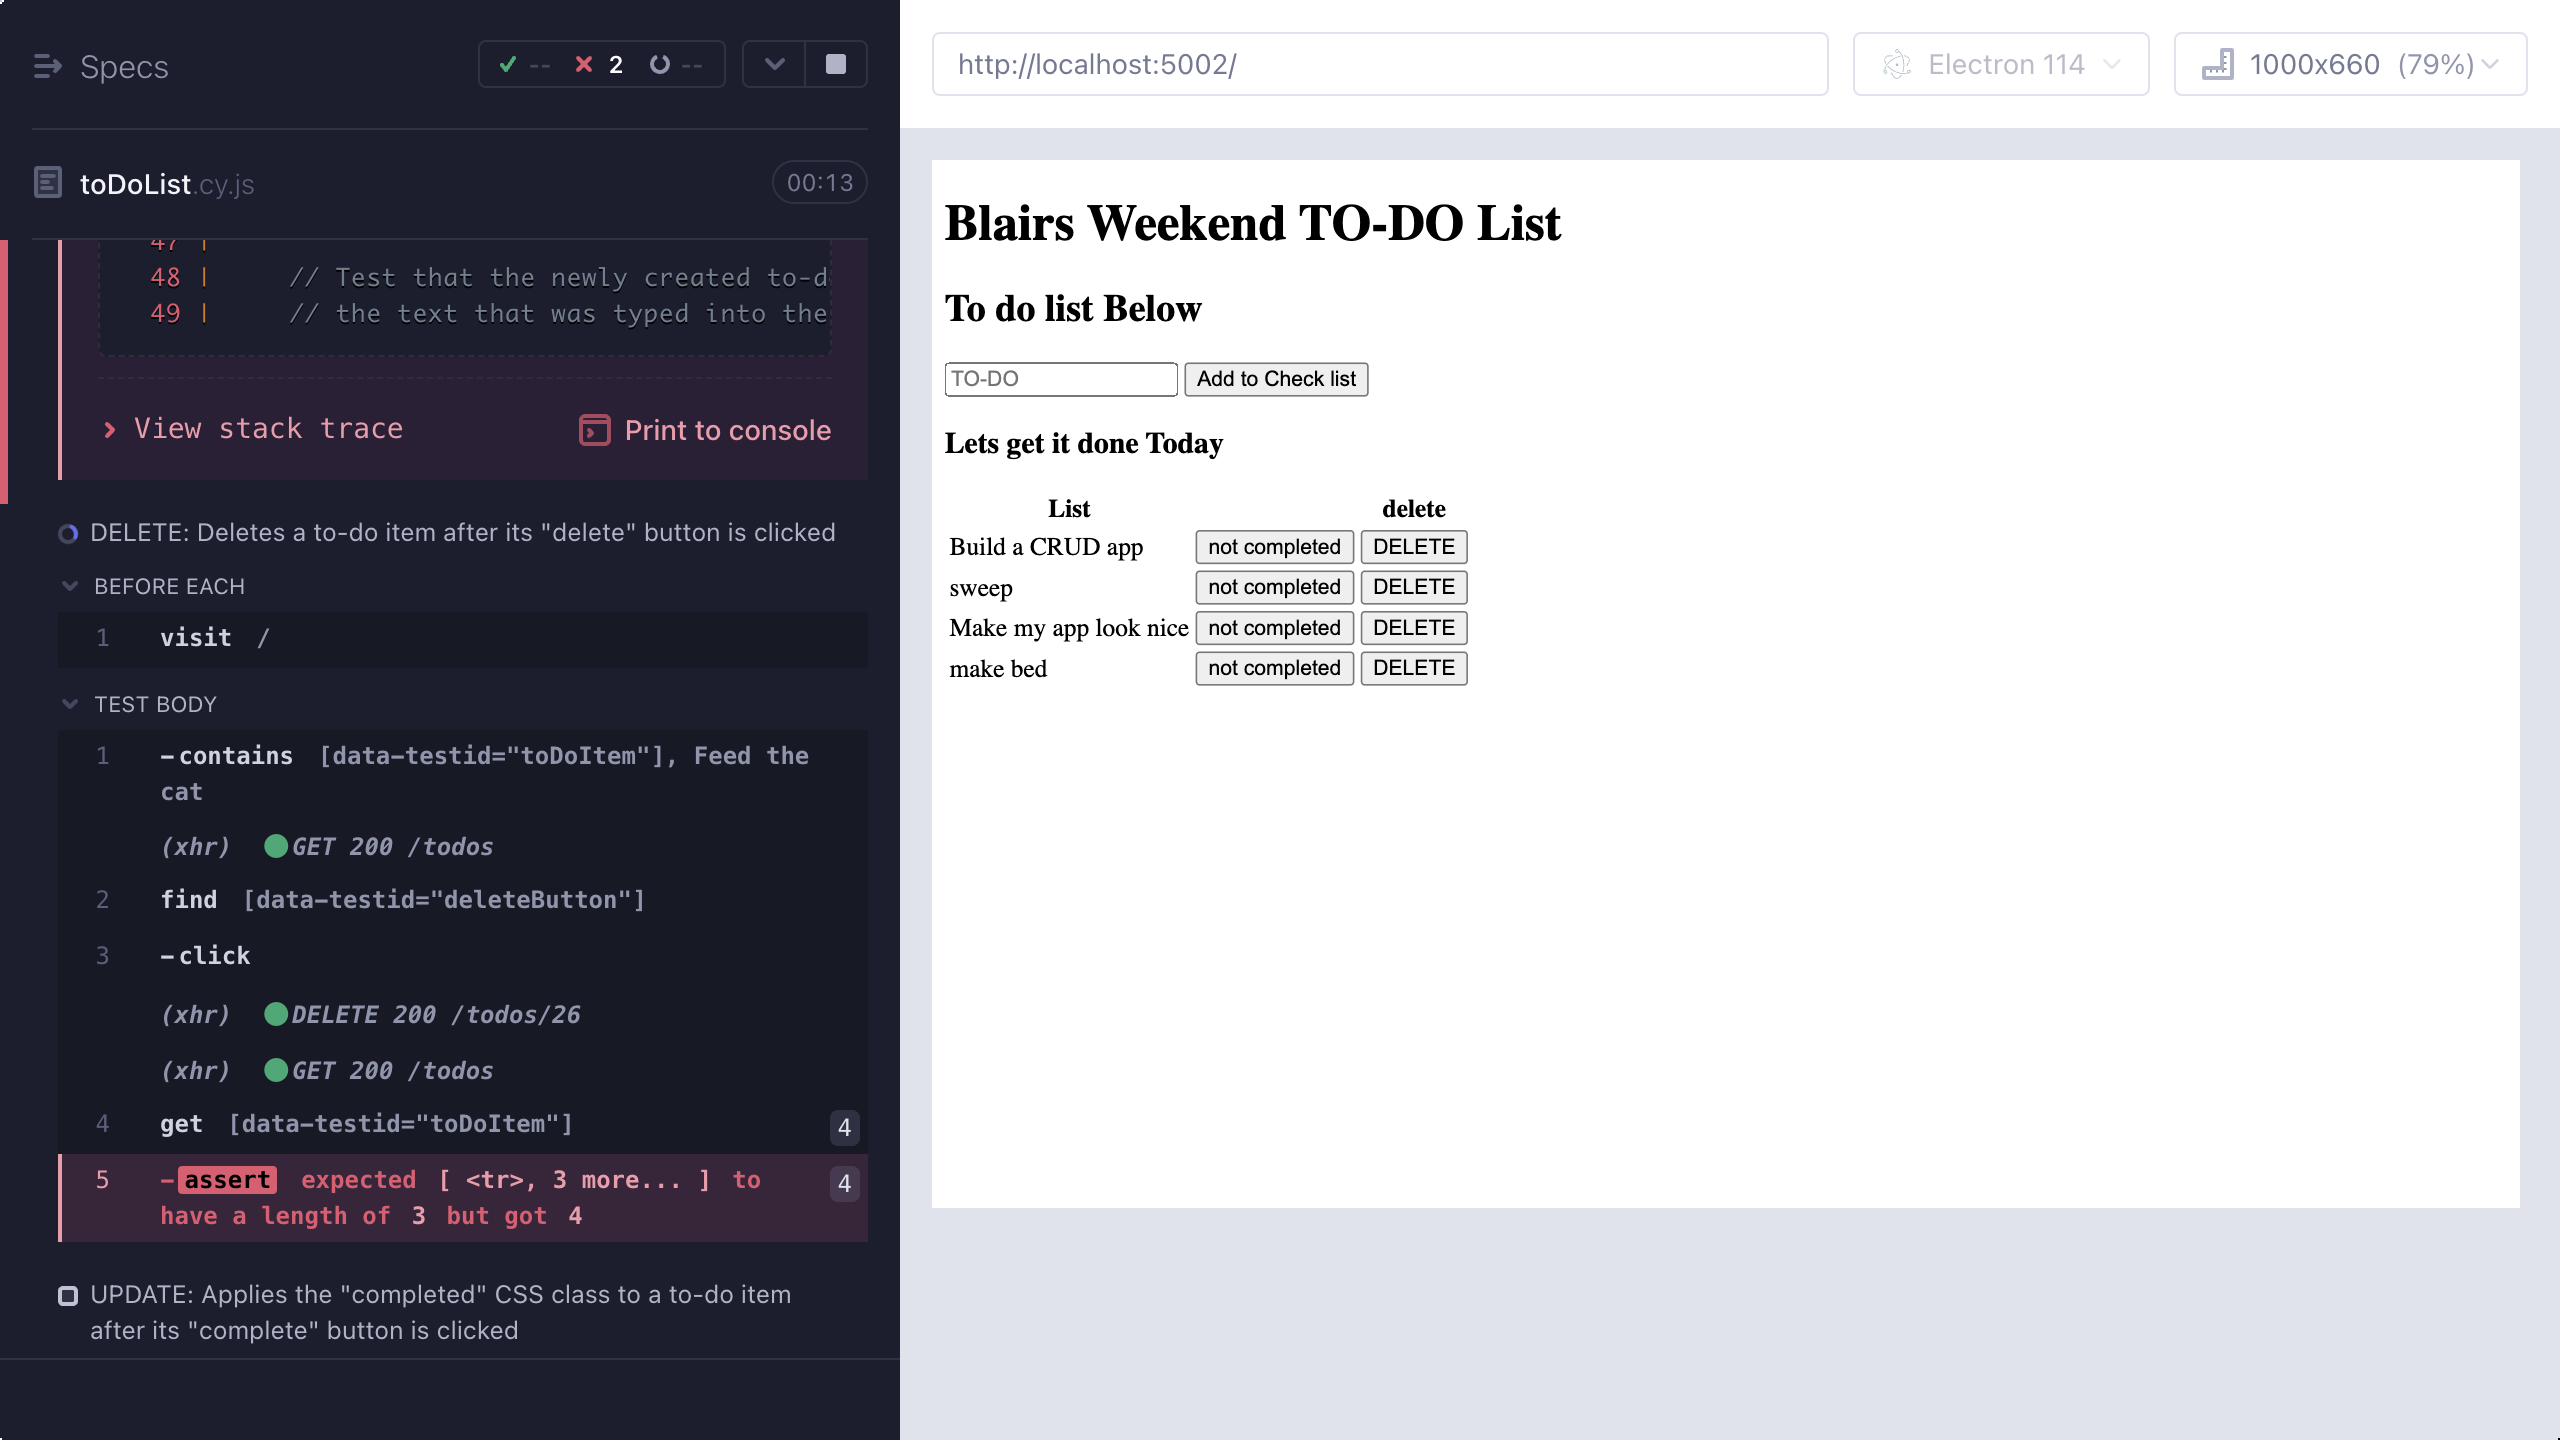 Specs
-- 2 --
toDoList.cy.js
00:13
47 |
48 | // Test that the newly created to-d
49 | // the text that was typed into the
View stack trace
Print to console
DELETE: Deletes a to-do item after its "delete" button is clicked
BEFORE EACH
1 visit /
TEST BODY
1 -contains [data-testid="toDoItem"], Feed the
cat
(xhr) GET 200 /todos
2 find [data-testid="deleteButton"]
3 -click
(xhr) DELETE 200 /todos/26
(xhr) GET 200 /todos
4 get [data-testid="toDoItem"] 4
5 -assert expected [ <tr>, 3 more... ] to 4
have a length of 3 but got 4
UPDATE: Applies the "completed" CSS class to a to-do item
after its "complete" button is clicked
http://localhost:5002/
Electron 114
1000x660 (79%)
Blairs Weekend TO-DO List
To do list Below
TO-DO Add to Check list
Lets get it done Today
List delete
Build a CRUD app not completed DELETE
sweep not completed DELETE
Make my app look nice not completed DELETE
make bed not completed DELETE